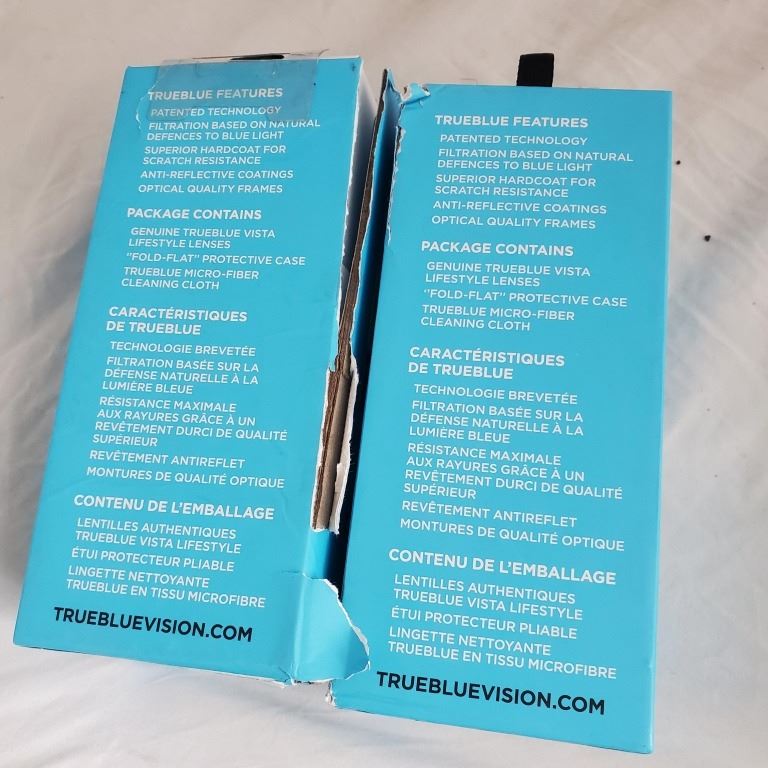 TRUEBLUE FEATURES
PATENTED TECHNOLOGY
FILTRATION BASED ON NATURAL
DEFENCES TO BLUE LIGHT
SUPERIOR HARDCOAT FOR
SCRATCH RESISTANCE
ANTI-REFLECTIVE COATINGS
OPTICAL QUALITY FRAMES
PACKAGE CONTAINS
GENUINE TRUEBLUE VISTA
LIFESTYLE LENSES
"FOLD-FLAT" PROTECTIVE CASE
TRUEBLUE MICRO-FIBER
CLEANING CLOTH
CARACTÉRISTIQUES
DE TRUEBLUE
TECHNOLOGIE BREVETÉE
FILTRATION BASÉE SUR LA
DÉFENSE NATURELLE À LA
LUMIÈRE BLEUE
RÉSISTANCE MAXIMALE
AUX RAYURES GRÂCE À UN
REVÊTEMENT DURCI DE QUALITÉ
SUPÉRIEUR
REVÊTEMENT ANTIREFLET
MONTURES DE QUALITÉ OPTIQUE
CONTENU DE L'EMBALLAGE
LENTILLES AUTHENTIQUES
TRUEBLUE VISTA LIFESTYLE
ÉTUI PROTECTEUR PLIABLE
LINGETTE NETTOYANTE
TRUEBLUE EN TISSU MICROFIBRE
TRUEBLUEVISION.COM
TRUEBLUE FEATURES
PATENTED TECHNOLOGY
FILTRATION BASED ON NATURAL
DEFENCES TO BLUE LIGHT
SUPERIOR HARDCOAT FOR
SCRATCH RESISTANCE
ANTI-REFLECTIVE COATINGS
OPTICAL QUALITY FRAMES
PACKAGE CONTAINS
GENUINE TRUEBLUE VISTA
LIFESTYLE LENSES
"FOLD-FLAT" PROTECTIVE CASE
TRUEBLUE MICRO-FIBER
CLEANING CLOTH
CARACTÉRISTIQUES
DE TRUEBLUE
TECHNOLOGIE BREVETÉE
FILTRATION BASÉE SUR LA
DÉFENSE NATURELLE À LA
LUMIÈRE BLEUE
RÉSISTANCE MAXIMALE
AUX RAYURES GRÂCE À UN
REVÊTEMENT DURCI DE QUALITÉ
SUPÉRIEUR
REVÊTEMENT ANTIREFLET
MONTURES DE QUALITÉ OPTIQUE
CONTENU DE L'EMBALLAGE
LENTILLES AUTHENTIQUES
TRUEBLUE VISTA LIFESTYLE
ÉTUI PROTECTEUR PLIABLE
LINGETTE NETTOYANTE
TRUEBLUE EN TISSU MICROFIBRE
TRUEBLUEVISION.COM